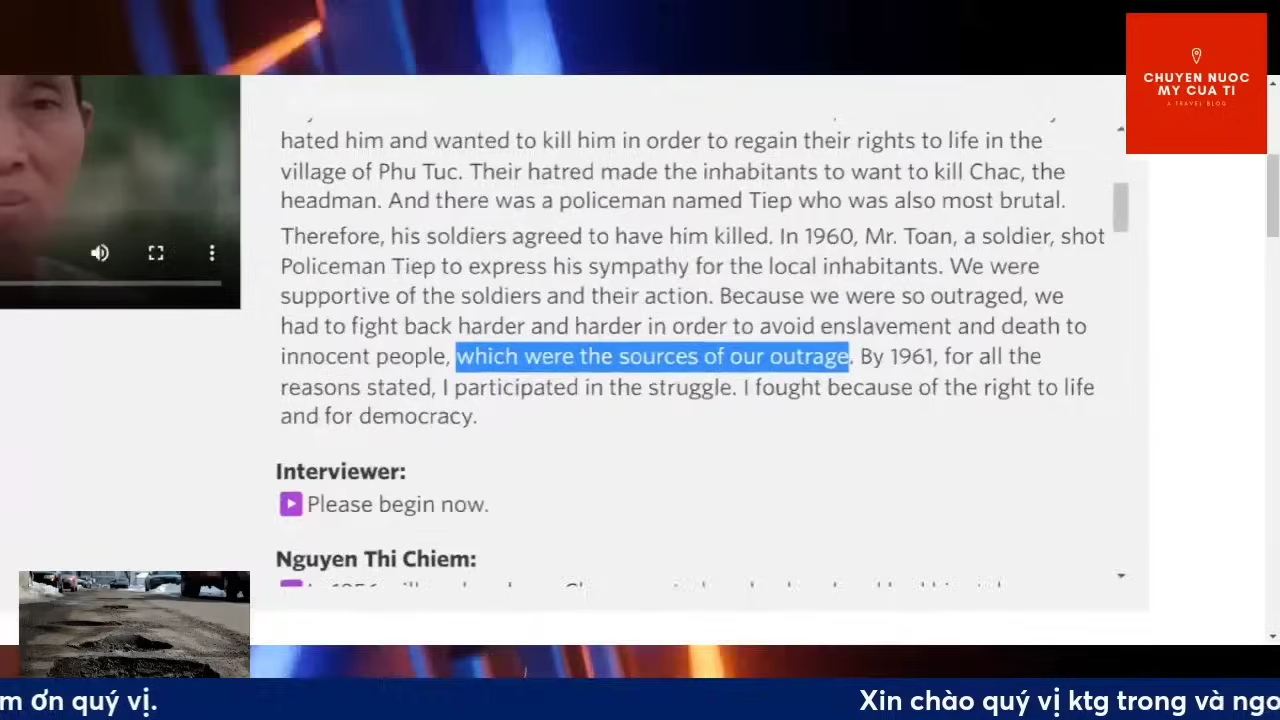 CHUYEN NUOC
MY CUA TI
A TRAVEL BLOG
hated him and wanted to kill him in order to regain their rights to life in the
village of Phu Tuc. Their hatred made the inhabitants to want to kill Chac, the
headman. And there was a policeman named Tiep who was also most brutal.
Therefore, his soldiers agreed to have him killed. In 1960, Mr. Toan, a soldier, shot
Policeman Tiep to express his sympathy for the local inhabitants. We were
supportive of the soldiers and their action. Because we were so outraged, we
had to fight back harder and harder in order to avoid enslavement and death to
innocent people, which were the sources of our outrage. By 1961, for all the
reasons stated, I participated in the struggle. I fought because of the right to life
and for democracy.
Interviewer:
Please begin now.
Nguyen Thi Chiem:
m ơn quý vị.
Xin chào quý vị ktg trong và ngo